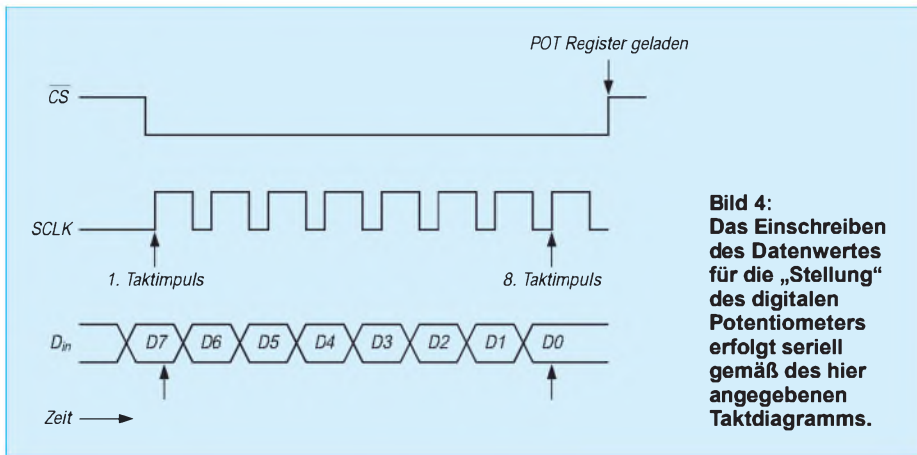 POT Register geladen
CS
SCLK
1. Taktimpuls
8. Taktimpuls
Din
D7
D6
D5
D4
D3
D2
D1
D0
Zeit
Bild 4:
Das Einschreiben
des Datenwertes
für die „Stellung“
des digitalen
Potentiometers
erfolgt seriell
gemäß des hier
angegebenen
Taktdiagramms.